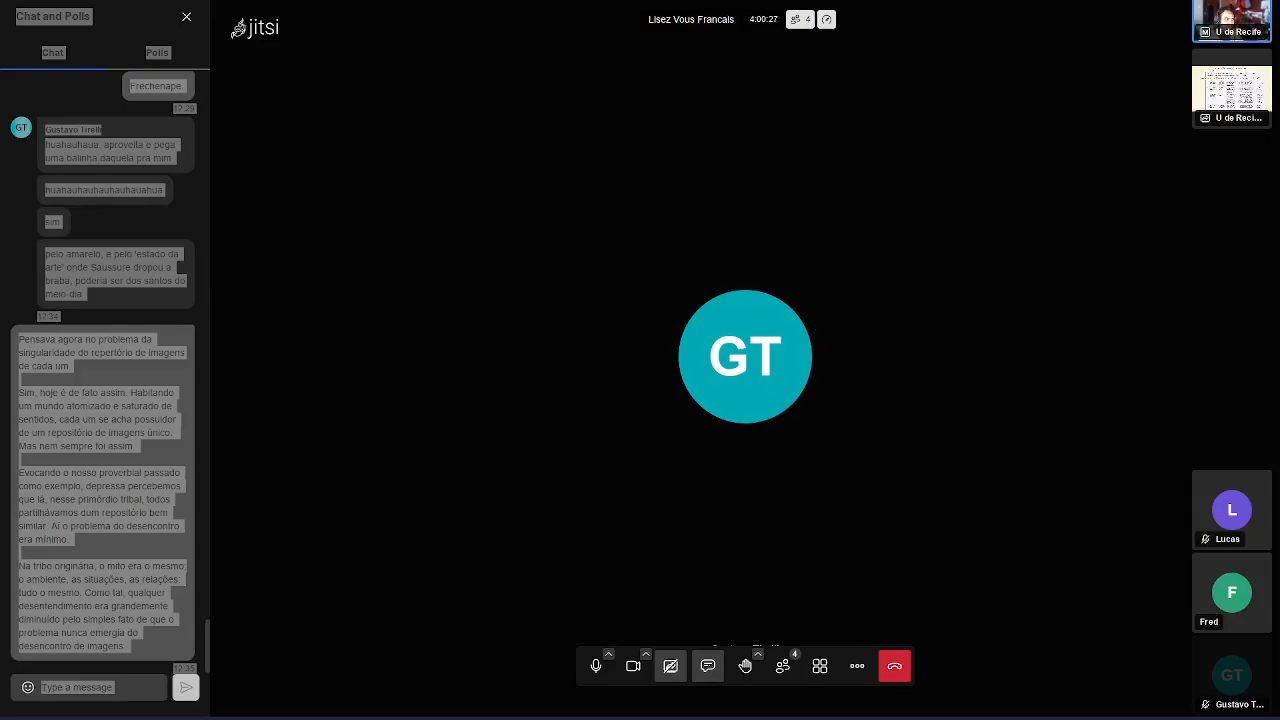 Chat and Polls
Chat
Polls
Frechenape.
17:29
GT
Gustavo Tirelli
huahauhaua, aproveita e pega
uma balinha daquela pra mim
huahauhauhauhauhauahua
sim
pelo amarelo, e pelo 'estado da
arte' onde Saussure dropou a
braba, poderia ser dos santos do
meio-dia
17:34
Pensava agora no problema da
singularidade do repertório de imagens
de cada um
Sim, hoje é de fato assim. Habitando
um mundo atomizado e saturado de
sentidos, cada um se acha possuidor
de um repositório de imagens único.
Mas nem sempre foi assim
Evocando o nosso proverbial passado
como exemplo, depressa percebemos
que lá, nesse primórdio tribal, todos
partilhávamos dum repositório bem
similar. Aí o problema do desencontro
era mínimo.
Na tribo originária, o mito era o mesmo;
o ambiente, as situações, as relações:
tudo o mesmo. Como tal, qualquer
desentendimento era grandemente
diminuído pelo simples fato de que o
problema nunca emergia do
desencontro de imagens.
17:35
Type a message
jitsi
Lisez Vous Francais
4:00:27
4
GT
4
M
U de Recife
U de Reci...
L
Lucas
F
Fred
GT
Gustavo T...